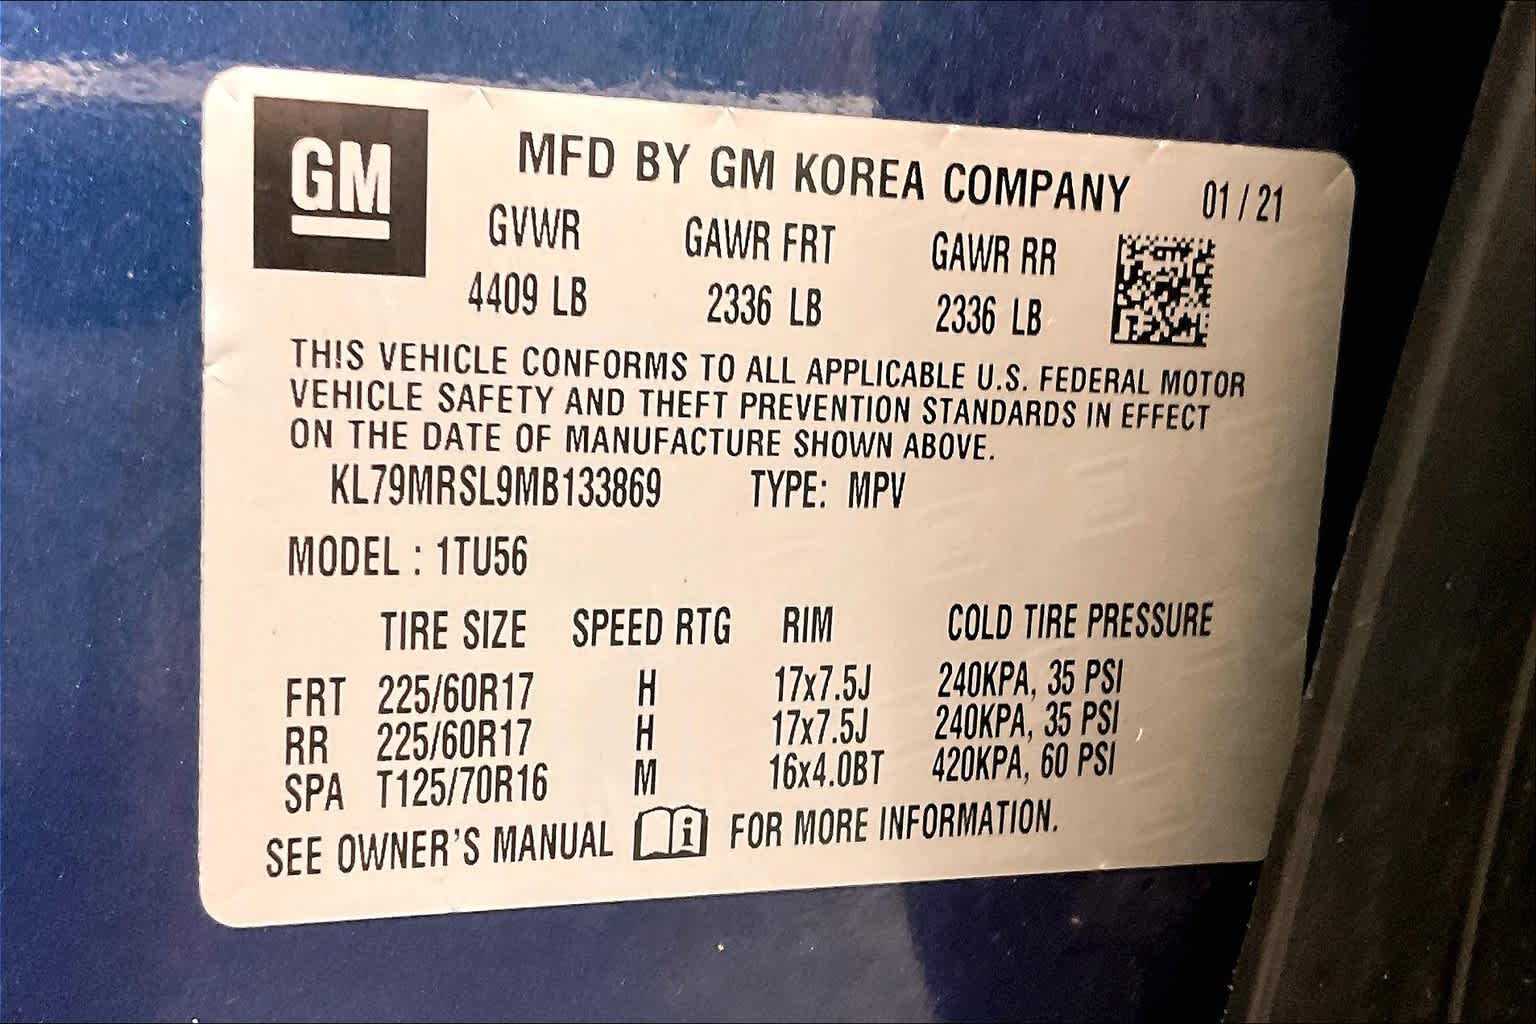 GM
MFD BY GM KOREA COMPANY 01 / 21
GVWR GAWR FRT GAWR RR
4409 LB 2336 LB 2336 LB
THIS VEHICLE CONFORMS TO ALL APPLICABLE U.S. FEDERAL MOTOR
VEHICLE SAFETY AND THEFT PREVENTION STANDARDS IN EFFECT
ON THE DATE OF MANUFACTURE SHOWN ABOVE.
KL79MRSL9MB133869 TYPE: MPV
MODEL : 1TU56
TIRE SIZE SPEED RTG RIM COLD TIRE PRESSURE
FRT 225/60R17 H 17x7.5J 240KPA, 35 PSI
RR 225/60R17 H 17x7.5J 240KPA, 35 PSI
SPA T125/70R16 M 16x4.0BT 420KPA, 60 PSI
SEE OWNER'S MANUAL i FOR MORE INFORMATION.